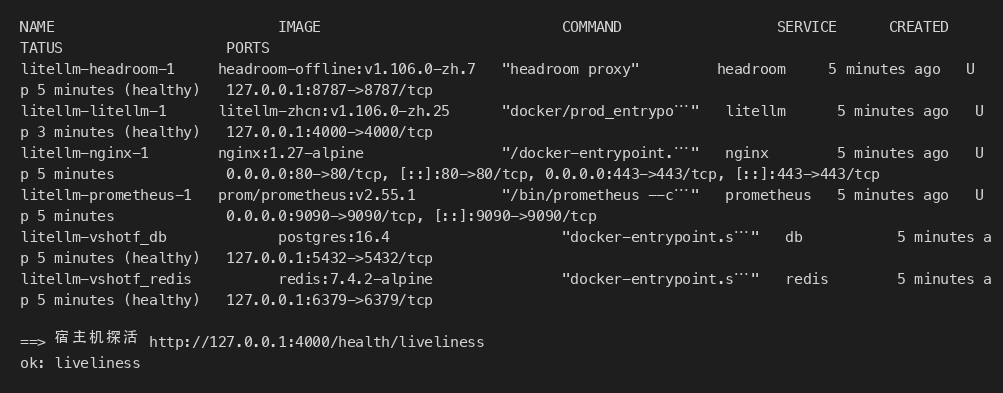 NAME IMAGE COMMAND SERVICE CREATED
TATUS PORTS
litellm-headroom-1 headroom-offline:v1.106.0-zh.7 "headroom proxy" headroom 5 minutes ago U
p 5 minutes (healthy) 127.0.0.1:8787->8787/tcp
litellm-litellm-1 litellm-zhcn:v1.106.0-zh.25 "docker/prod_entrypo…" litellm 5 minutes ago U
p 3 minutes (healthy) 127.0.0.1:4000->4000/tcp
litellm-nginx-1 nginx:1.27-alpine "/docker-entrypoint.…" nginx 5 minutes ago U
p 5 minutes 0.0.0.0:80->80/tcp, [::]:80->80/tcp, 0.0.0.0:443->443/tcp, [::]:443->443/tcp
litellm-prometheus-1 prom/prometheus:v2.55.1 "/bin/prometheus --c…" prometheus 5 minutes ago U
p 5 minutes 0.0.0.0:9090->9090/tcp, [::]:9090->9090/tcp
litellm-vshotf_db postgres:16.4 "docker-entrypoint.s…" db 5 minutes a
p 5 minutes (healthy) 127.0.0.1:5432->5432/tcp
litellm-vshotf_redis redis:7.4.2-alpine "docker-entrypoint.s…" redis 5 minutes a
p 5 minutes (healthy) 127.0.0.1:6379->6379/tcp
==> 宿主机探活 http://127.0.0.1:4000/health/liveliness
ok: liveliness